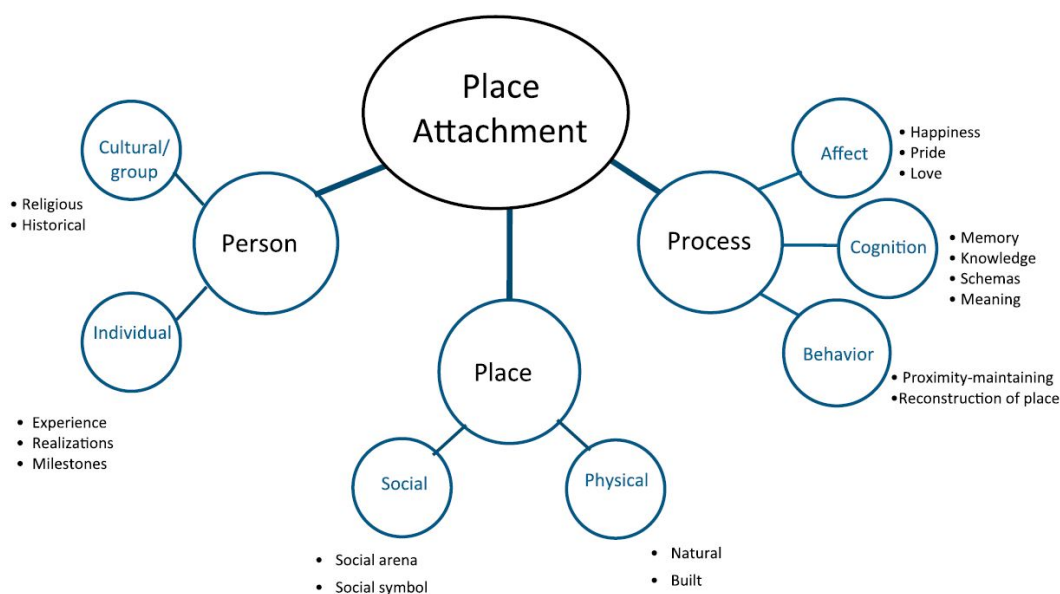 Place
Attachment
Cultural/
group
• Religious
• Historical
Person
Individual
• Experience
• Realizations
• Milestones
Place
Social
• Social arena
• Social symbol
Physical
• Natural
• Built
Process
Affect
• Happiness
• Pride
• Love
Cognition
• Memory
• Knowledge
• Schemas
• Meaning
Behavior
• Proximity-maintaining
•Reconstruction of place